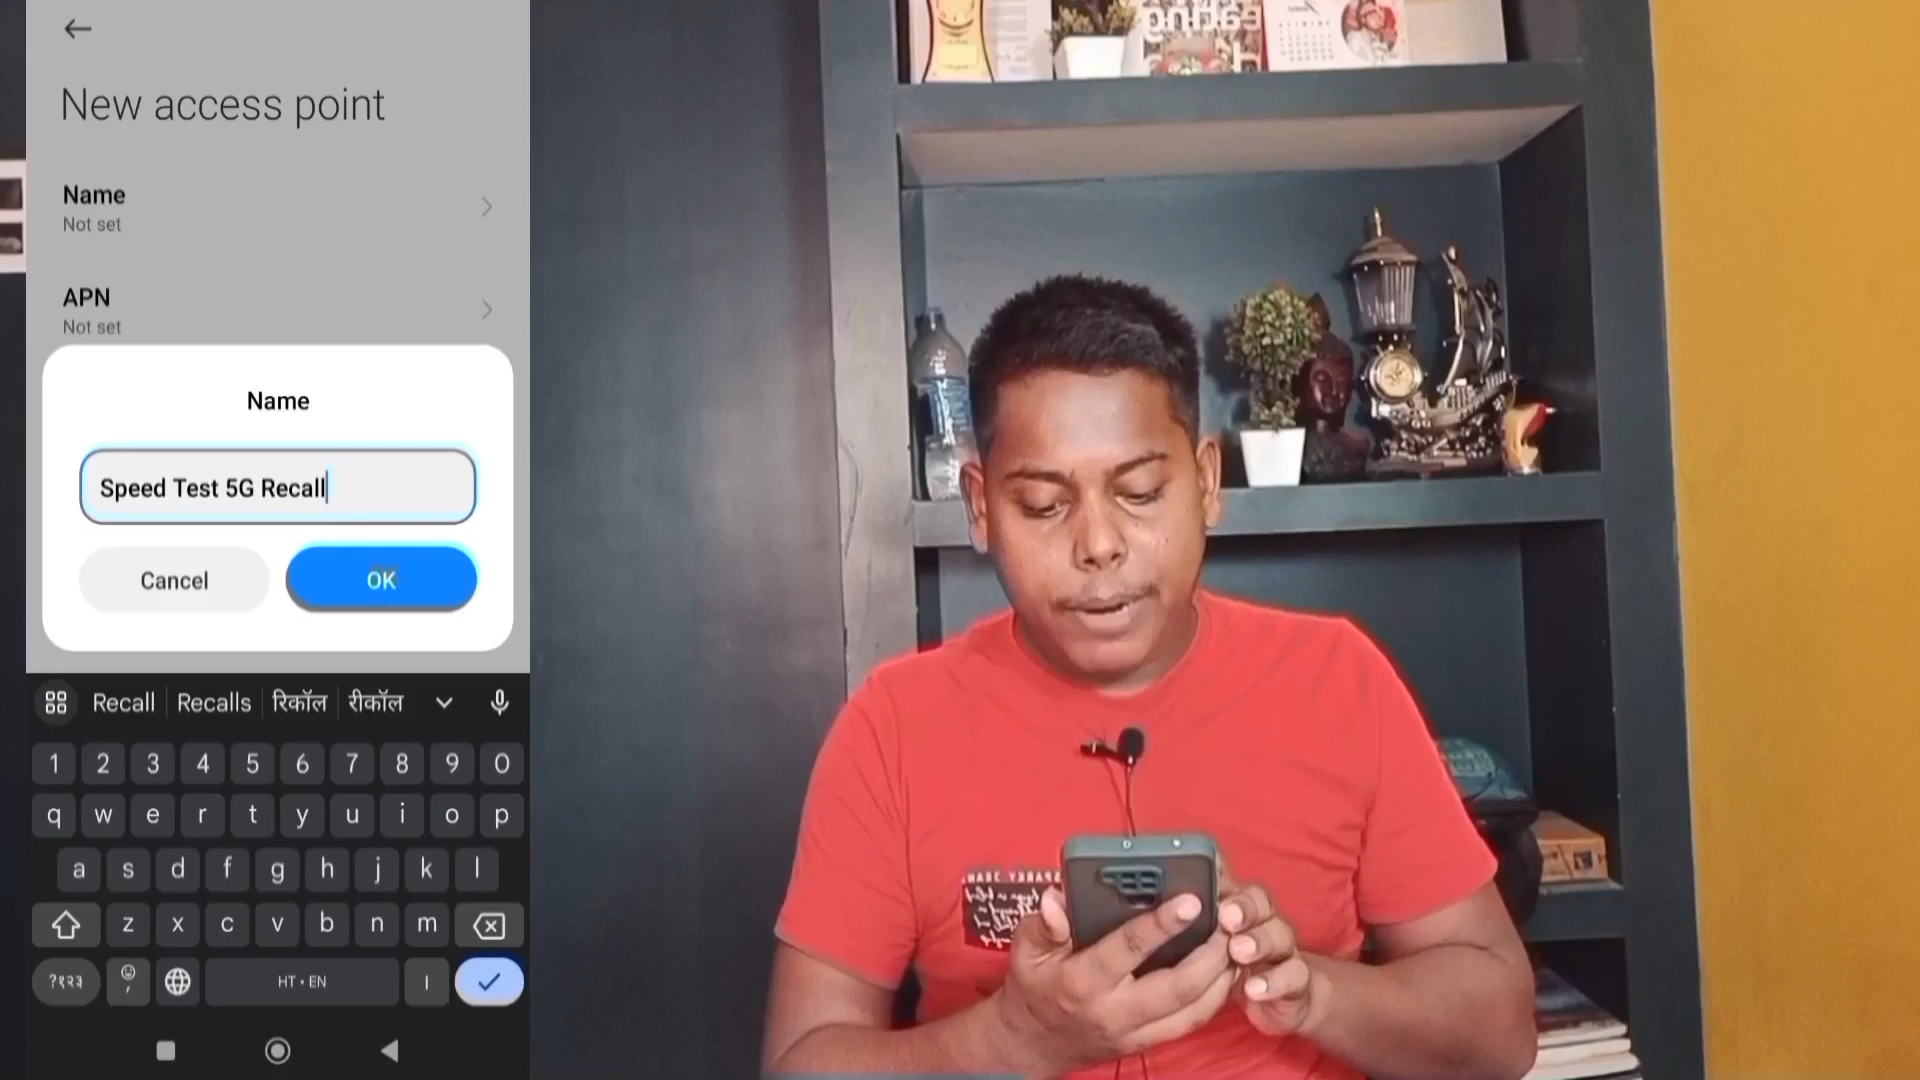 New access point
Name
Not set
APN
Not set
Name
Speed Test 5G Recall
Cancel
OK
Recall Recalls रिकॉल रीकॉल
1 2 3 4 5 6 7 8 9 0
q w e r t y u i o p
a s d f g h j k l
z x c v b n m
?१२३ , HT • EN ।